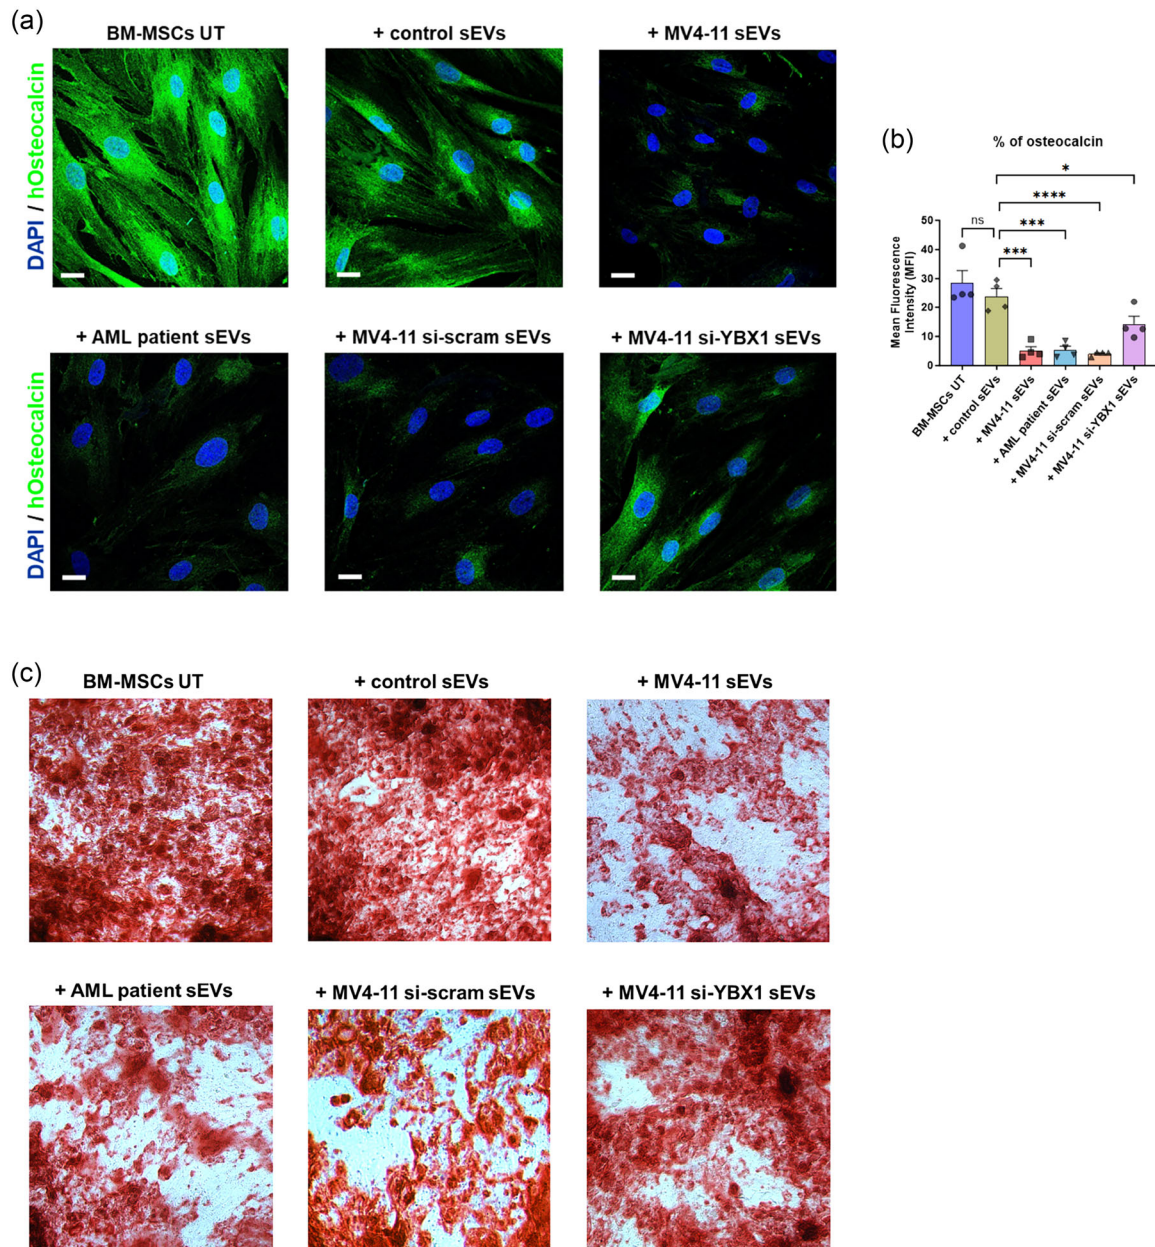 (a)
BM-MSCs UT
+ control sEVs
+ MV4-11 sEVs
DAPI / hOsteocalcin
+ AML patient sEVs
+ MV4-11 si-scram sEVs
+ MV4-11 si-YBX1 sEVs
DAPI / hOsteocalcin
(b)
% of osteocalcin
*
****
***
ns
***
Mean Fluorescence
Intensity (MFI)
50
40
30
20
10
0
BM-MSCs UT
+ control sEVs
+ MV4-11 sEVs
+ AML patient sEVs
+ MV4-11 si-scram sEVs
+ MV4-11 si-YBX1 sEVs
(c)
BM-MSCs UT
+ control sEVs
+ MV4-11 sEVs
+ AML patient sEVs
+ MV4-11 si-scram sEVs
+ MV4-11 si-YBX1 sEVs